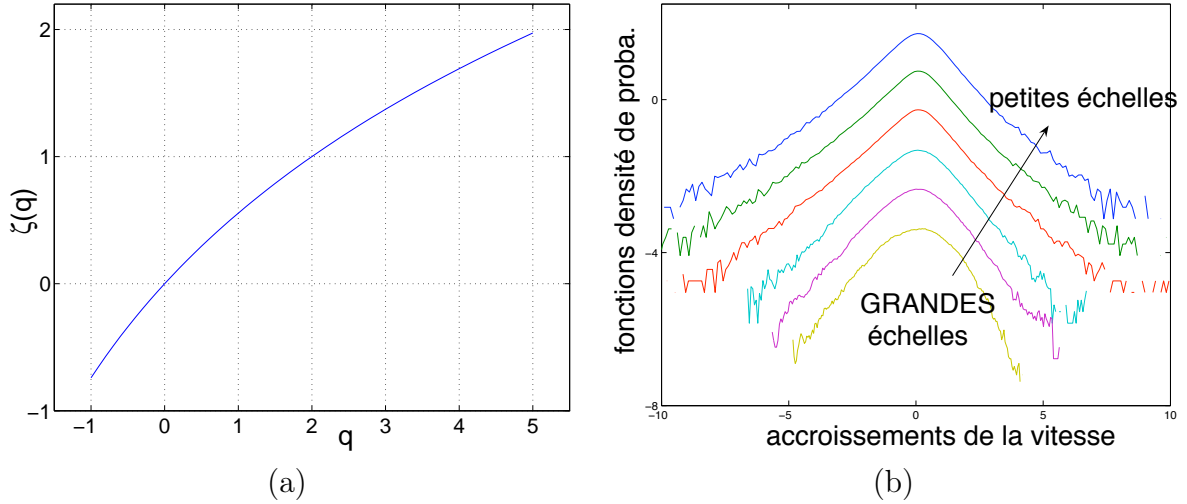 2
1
0
−1
−1
0
1
2
3
4
5
ζ(q)
q
(a)
0
−4
−8
−10
−5
0
5
10
fonctions densité de proba.
petites échelles
GRANDES
échelles
accroissements de la vitesse
(b)